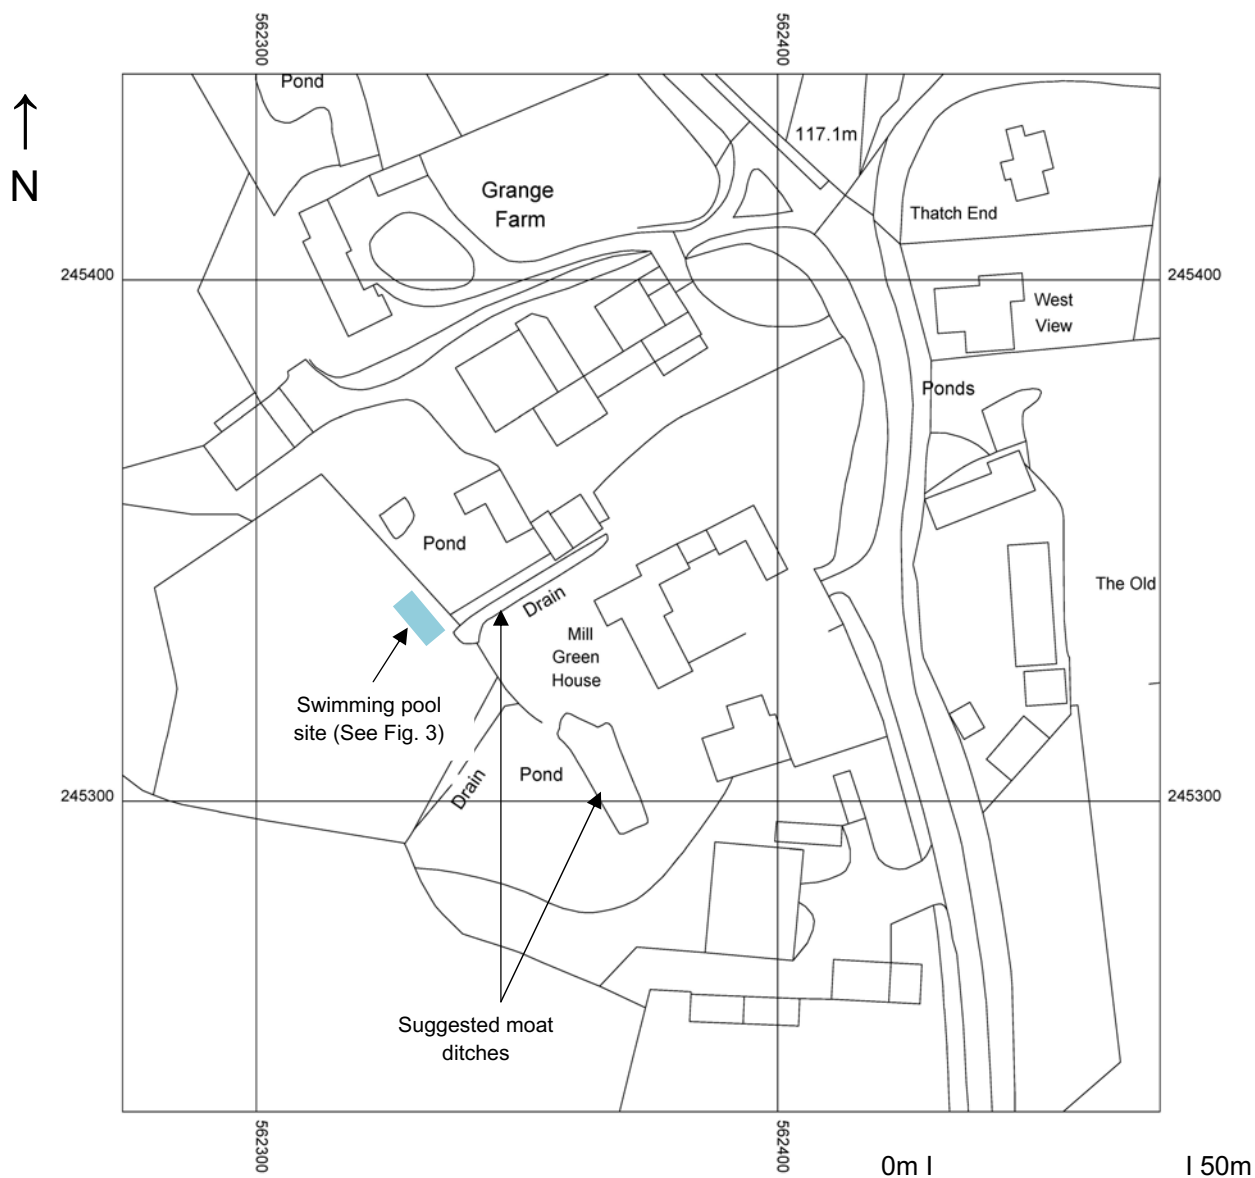 562300
562400
Pond
117.1m
N
Grange
Farm
Thatch End
245400
245400
West
View
Ponds
Pond
The Old
Drain
Mill
Green
House
Swimming pool
site (See Fig. 3)
Pond
Drain
245300
245300
Suggested moat
ditches
562300
562400
0m I
I 50m